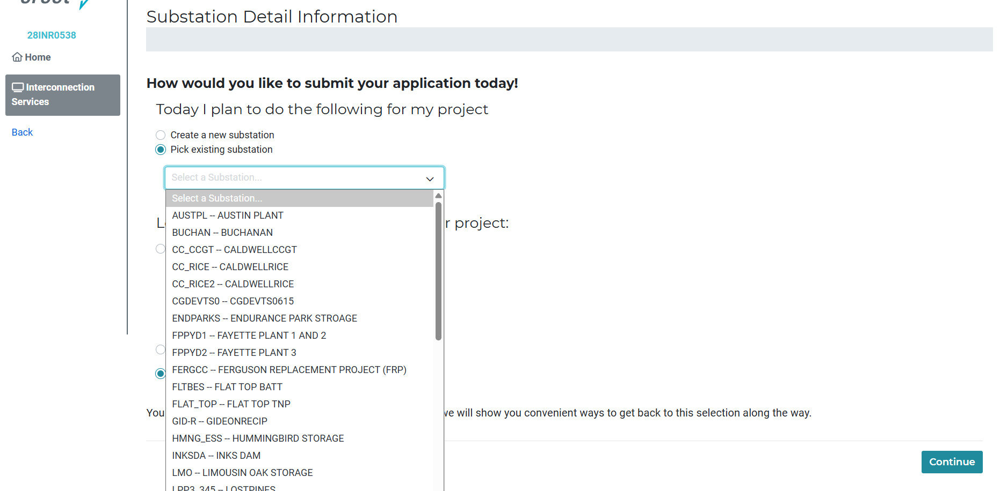 Substation Detail Information
28INR0538
Home
Interconnection
Services
Back
How would you like to submit your application today!
Today I plan to do the following for my project
Create a new substation
Pick existing substation
Select a Substation...
Select a Substation...
AUSTPL -- AUSTIN PLANT
r project:
BUCHAN -- BUCHANAN
CC_CCGT -- CALDWELLCCGT
CC_RICE -- CALDWELLRICE
CC_RICE2 -- CALDWELLRICE
CGDEVTS0 -- CGDEVTS0615
ENDPARKS -- ENDURANCE PARK STROAGE
FPPYD1 -- FAYETTE PLANT 1 AND 2
FPPYD2 -- FAYETTE PLANT 3
FERGCC -- FERGUSON REPLACEMENT PROJECT (FRP)
FLTBES -- FLAT TOP BATT
FLAT_TOP -- FLAT TOP TNP
You
we will show you convenient ways to get back to this selection along the way.
GID-R -- GIDEONRECIP
HMNG_ESS -- HUMMINGBIRD STORAGE
INKSDA -- INKS DAM
LMO -- LIMOUSIN OAK STORAGE
LPP3_345 -- LOSTPINES
Continue